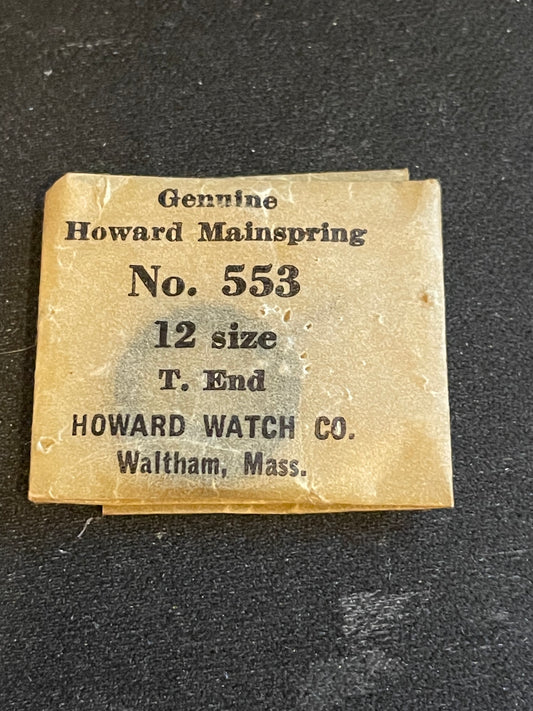 Genuine
Howard Mainspring
No. 553
12 size
T. End
HOWARD WATCH CO.
Waltham, Mass.